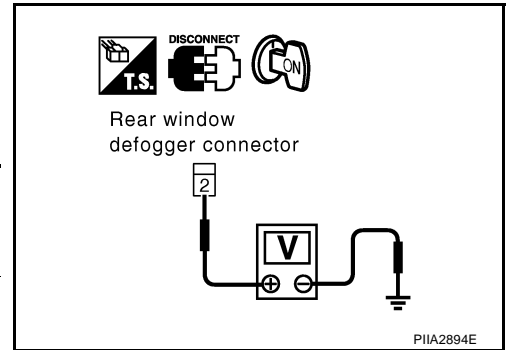 DISCONNECT
T.S.
ON
Rear window
defogger connector
2
V
+ −
PIIA2894E